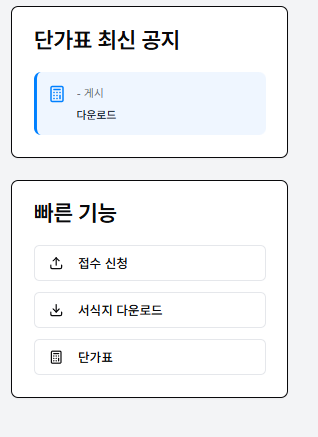 단가표 최신 공지
- 게시
다운로드
빠른 기능
접수 신청
서식지 다운로드
단가표